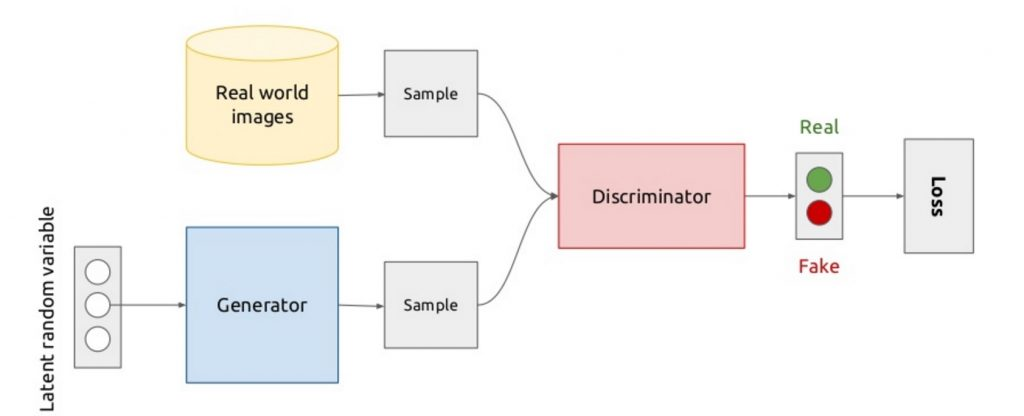 Real world
images
Sample
Real
Discriminator
Loss
Fake
Latent random variable
Generator
Sample